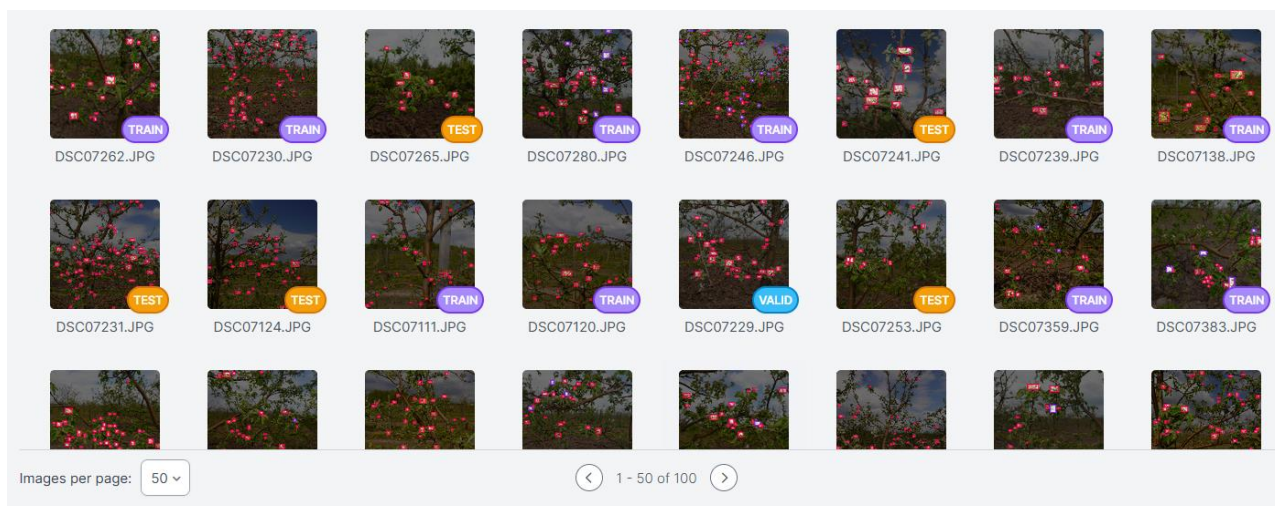 TRAIN TRAIN TEST TRAIN TRAIN TEST TRAIN TRAIN
DSC07262.JPG DSC07230.JPG DSC07265.JPG DSC07280.JPG DSC07246.JPG DSC07241.JPG DSC07239.JPG DSC07138.JPG
TEST TEST TRAIN TRAIN VALID TEST TRAIN TRAIN
DSC07231.JPG DSC07124.JPG DSC07111.JPG DSC07120.JPG DSC07229.JPG DSC07253.JPG DSC07359.JPG DSC07383.JPG
Images per page: 50 1 - 50 of 100